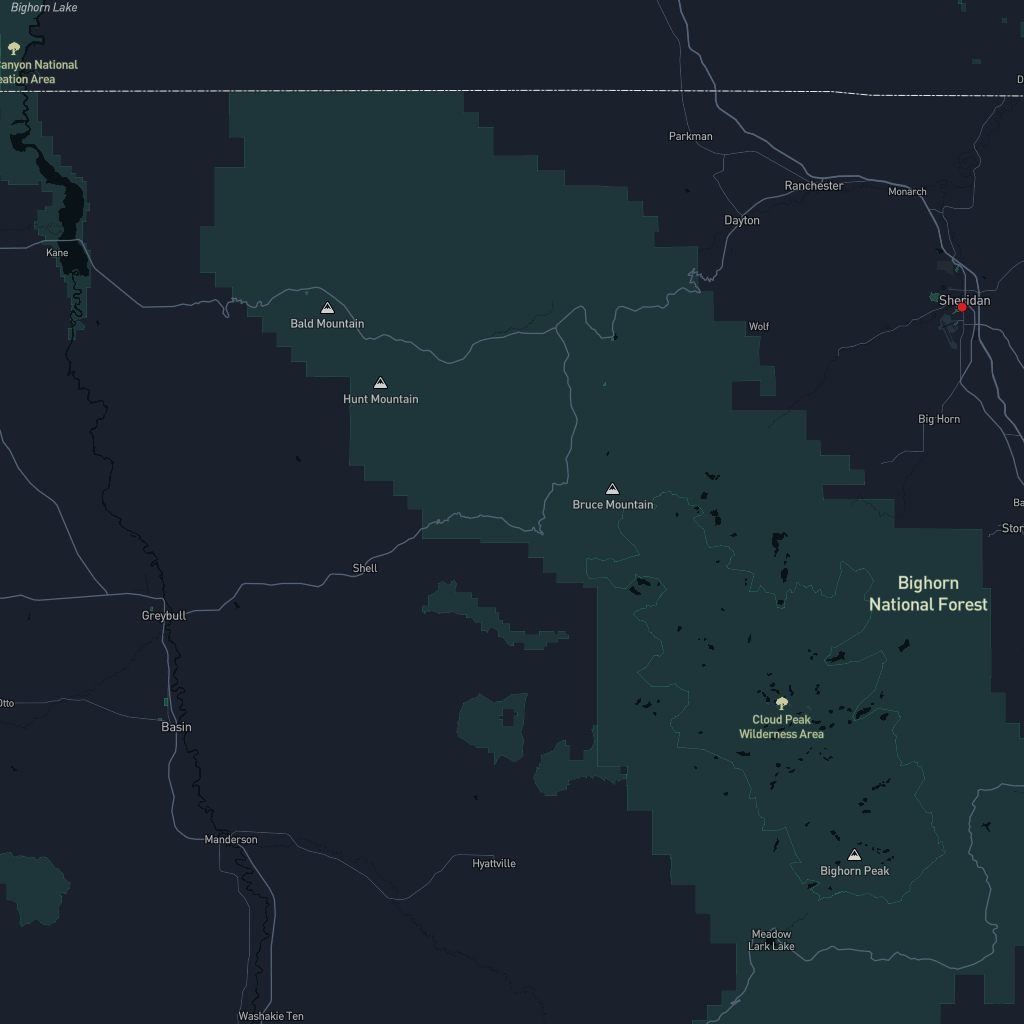 Bighorn Lake
Canyon National
eation Area
D
Parkman
Ranchester
Monarch
Dayton
Kane
Sheridan
Bald Mountain
Wolf
Hunt Mountain
Big Horn
Bruce Mountain
Ba
Stor
Shell
Bighorn
National Forest
Greybull
Otto
Cloud Peak
Wilderness Area
Basin
Manderson
Hyattville
Bighorn Peak
Meadow
Lark Lake
Washakie Ten